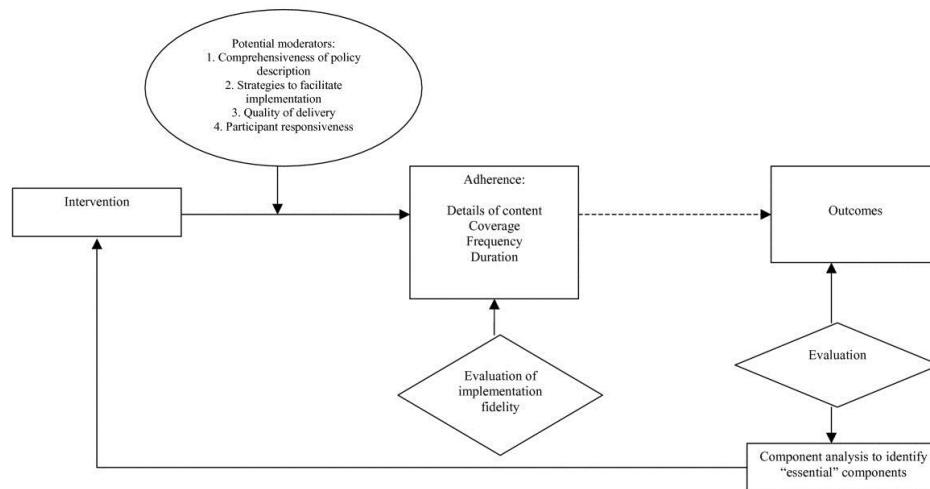 Potential moderators:
1. Comprehensiveness of policy
description
2. Strategies to facilitate
implementation
3. Quality of delivery
4. Participant responsiveness
Intervention
Adherence:
Details of content
Coverage
Frequency
Duration
Outcomes
Evaluation of
implementation
fidelity
Evaluation
Component analysis to identify
“essential” components